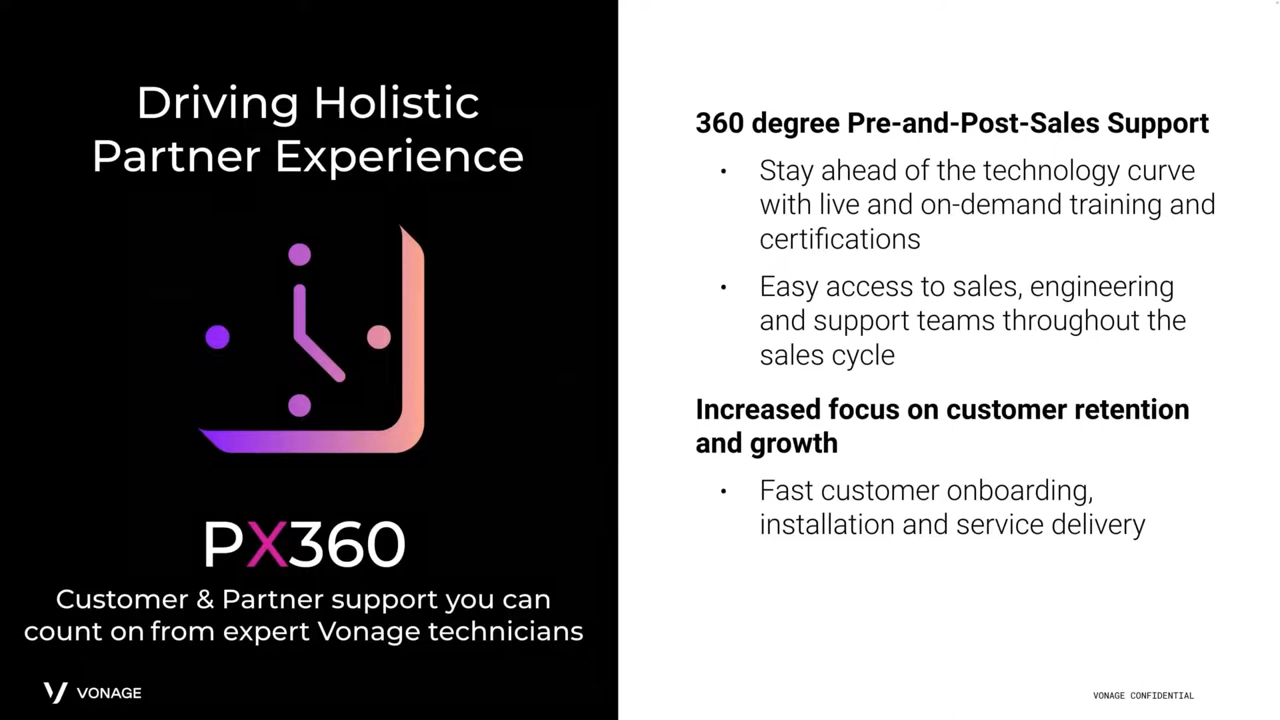 Driving Holistic
Partner Experience
PX360
Customer & Partner support you can
count on from expert Vonage technicians
VONAGE
360 degree Pre-and-Post-Sales Support
• Stay ahead of the technology curve
with live and on-demand training and
certifications
• Easy access to sales, engineering
and support teams throughout the
sales cycle
Increased focus on customer retention
and growth
• Fast customer onboarding,
installation and service delivery
VONAGE CONFIDENTIAL